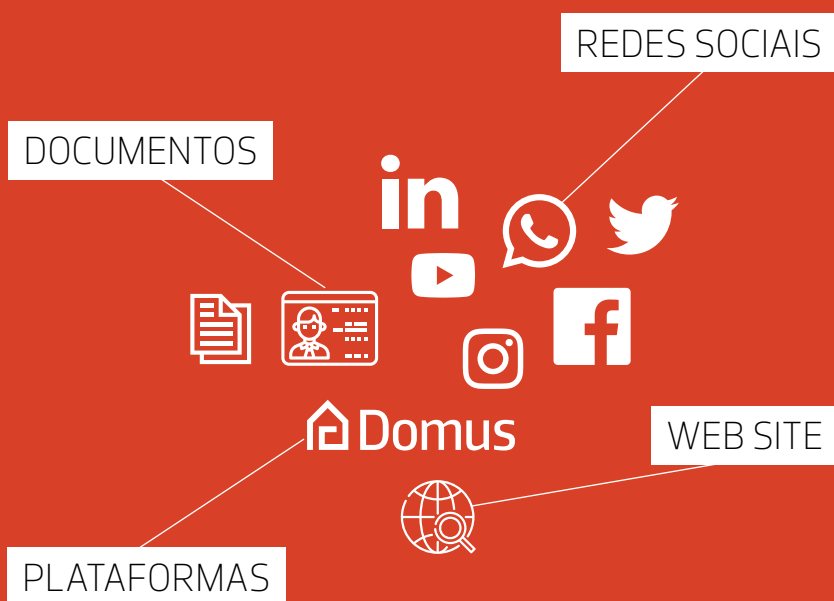 REDES SOCIAIS
DOCUMENTOS
in
Domus
WEB SITE
PLATAFORMAS